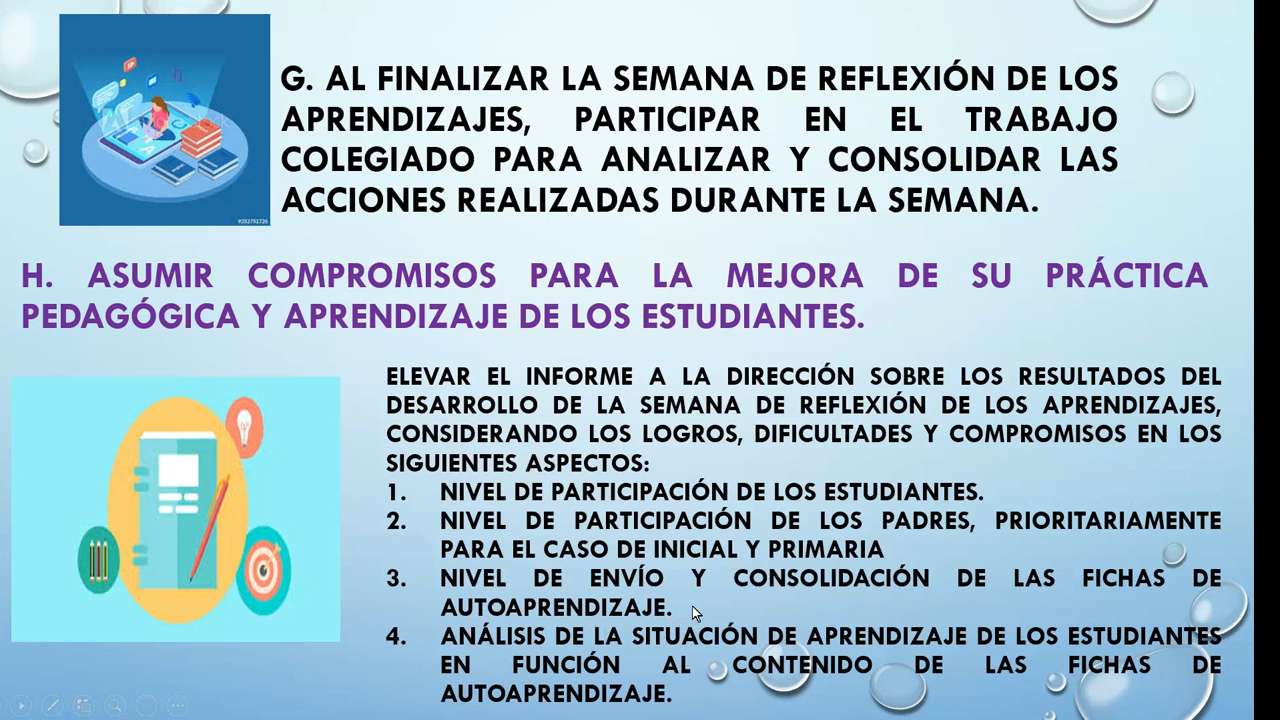 G. AL FINALIZAR LA SEMANA DE REFLEXIÓN DE LOS
APRENDIZAJES, PARTICIPAR EN EL TRABAJO
COLEGIADO PARA ANALIZAR Y CONSOLIDAR LAS
ACCIONES REALIZADAS DURANTE LA SEMANA.
#252791726
H. ASUMIR COMPROMISOS PARA LA MEJORA DE SU PRÁCTICA
PEDAGÓGICA Y APRENDIZAJE DE LOS ESTUDIANTES.
ELEVAR EL INFORME A LA DIRECCIÓN SOBRE LOS RESULTADOS DEL
DESARROLLO DE LA SEMANA DE REFLEXIÓN DE LOS APRENDIZAJES,
CONSIDERANDO LOS LOGROS, DIFICULTADES Y COMPROMISOS EN LOS
SIGUIENTES ASPECTOS:
1. NIVEL DE PARTICIPACIÓN DE LOS ESTUDIANTES.
2. NIVEL DE PARTICIPACIÓN DE LOS PADRES, PRIORITARIAMENTE
PARA EL CASO DE INICIAL Y PRIMARIA
3. NIVEL DE ENVÍO Y CONSOLIDACIÓN DE LAS FICHAS DE
AUTOAPRENDIZAJE.
4. ANÁLISIS DE LA SITUACIÓN DE APRENDIZAJE DE LOS ESTUDIANTES
EN FUNCIÓN AL CONTENIDO DE LAS FICHAS DE
AUTOAPRENDIZAJE.